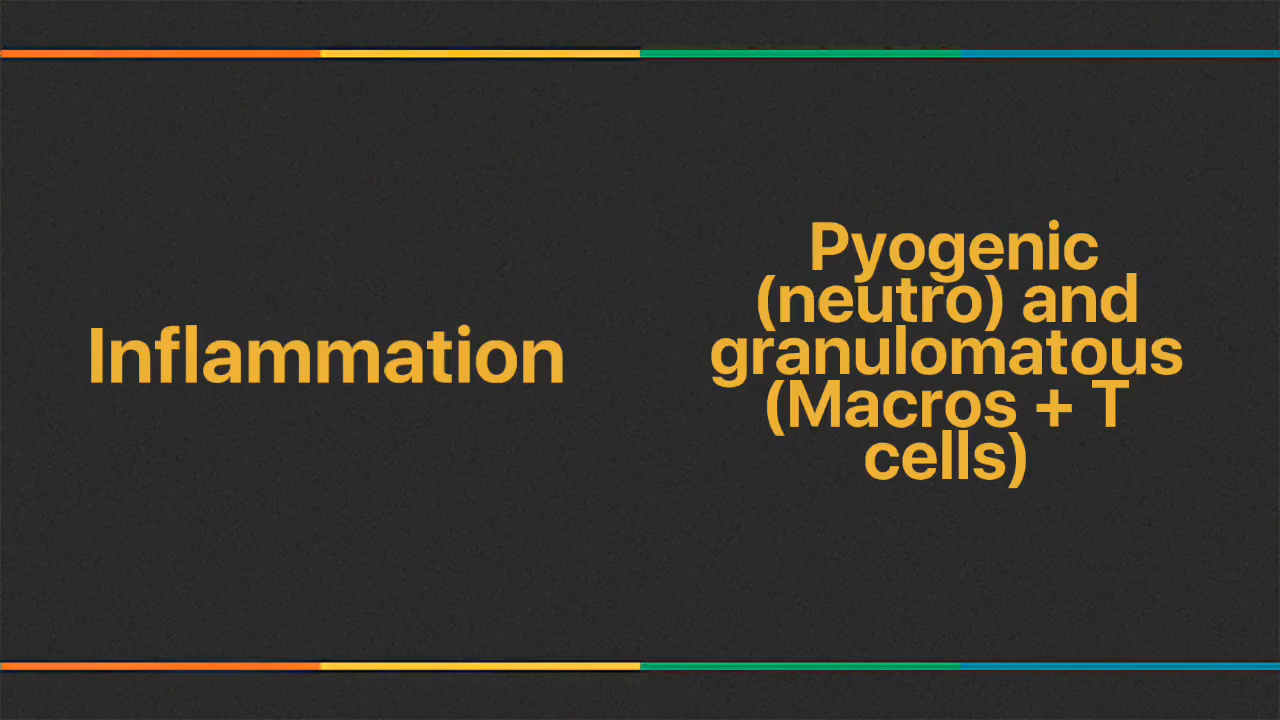 Inflammation
Pyogenic
(neutro) and
granulomatous
(Macros + T
cells)